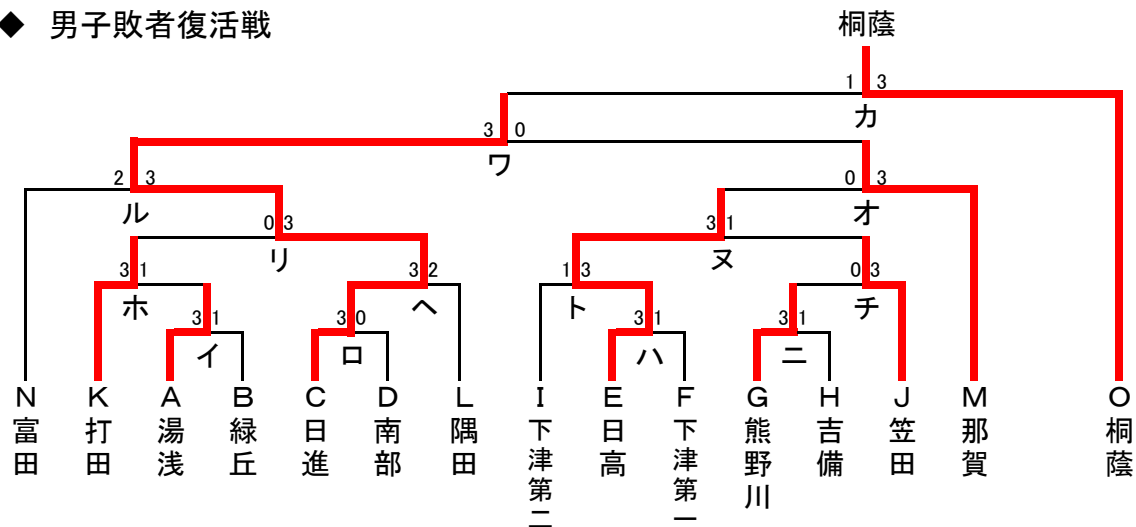 ◆ 男子敗者復活戦
桐蔭
1 3
カ
3 0
ワ
2 3
ル
0 3
オ
0 3
リ
3 1
ヌ
3 1
ホ
3 2
ヘ
1 3
ト
0 3
チ
3 1
イ
3 0
ロ
3 1
ハ
3 1
ニ
N K A B C D L I E F G H J M O
富田
打田
湯浅
緑丘
日進
南部
隅田
下津第二
日高
下津第一
熊野川
吉備
笠田
那賀
桐蔭